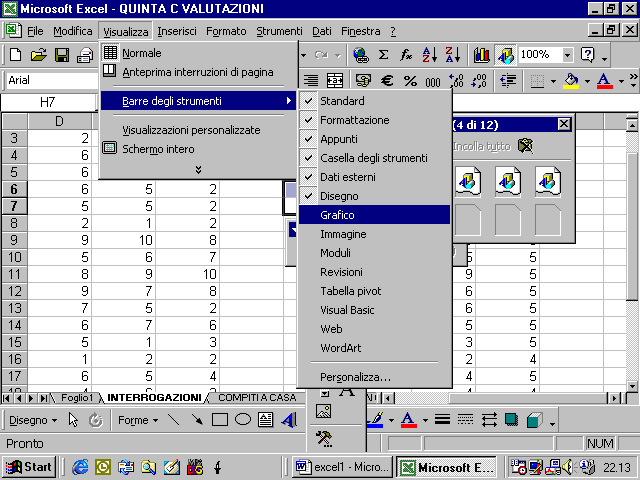 Microsoft Excel - QUINTA C VALUTAZIONI
File Modifica Visualizza Inserisci Formato Strumenti Dati Finestra ?
100%
Arial
% 000
H7
Normale
Anteprima interruzioni di pagina
Barre degli strumenti
Visualizzazioni personalizzate
Schermo intero
Standard
Formattazione
Appunti
Casella degli strumenti
Dati esterni
Disegno
Grafico
Immagine
Moduli
Revisioni
Tabella pivot
Visual Basic
Web
WordArt
Personalizza...
(4 di 12)
Incolla tutto
D
3 2
4 6
5 6
6 6 5 2
7 5 5 2
8 2 1 2
9 9 10 8
10 5 6 7 5
11 8 9 10 9 5
12 9 7 8 6 5
13 7 5 2 5
14 6 7 6 6 5
15 5 1 3 5 5
16 1 2 2 2 4
17 6 5 4 5 4
Foglio1 INTERROGAZIONI COMPITI A CASA
Disegno Forme
Pronto
NUM
Start
excel1 - Micro...
Microsoft E...
22.13